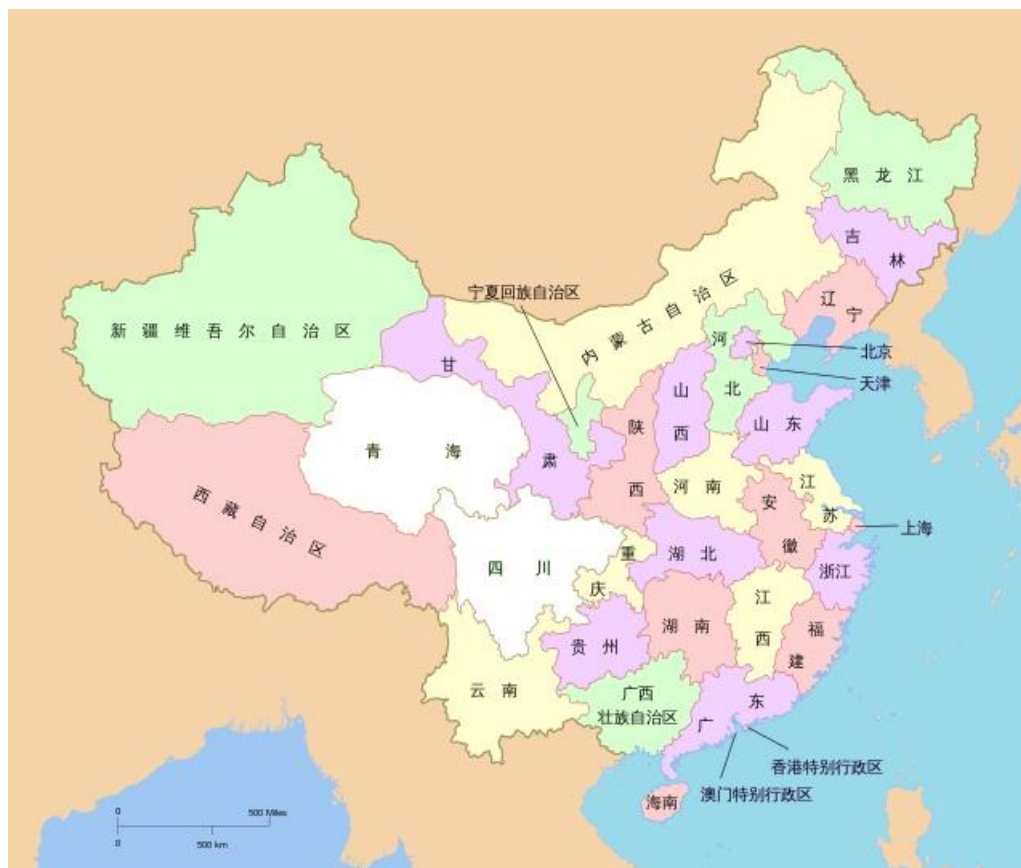 黑龙江
吉林
辽宁
宁夏回族自治区
内蒙古自治区
新疆维吾尔自治区
河北
北京
天津
甘肃
山西
山东
陕西
青海
河南
江苏
安徽
上海
西藏自治区
四川
重庆
湖北
浙江
湖南
江西
福建
贵州
云南
广西
壮族自治区
广东
香港特别行政区
澳门特别行政区
海南
0 500 Miles
0 500 km